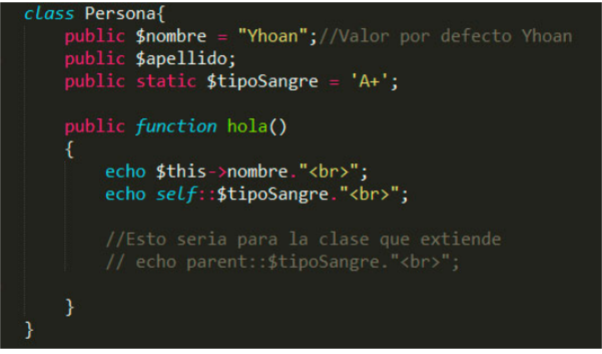 class Persona{
public $nombre = "Yhoan";//Valor por defecto Yhoan
public $apellido;
public static $tipoSangre = 'A+';
public function hola()
{
echo $this->nombre."<br>";
echo self::$tipoSangre."<br>";
//Esto seria para la clase que extiende
// echo parent::$tipoSangre."<br>";
}
}